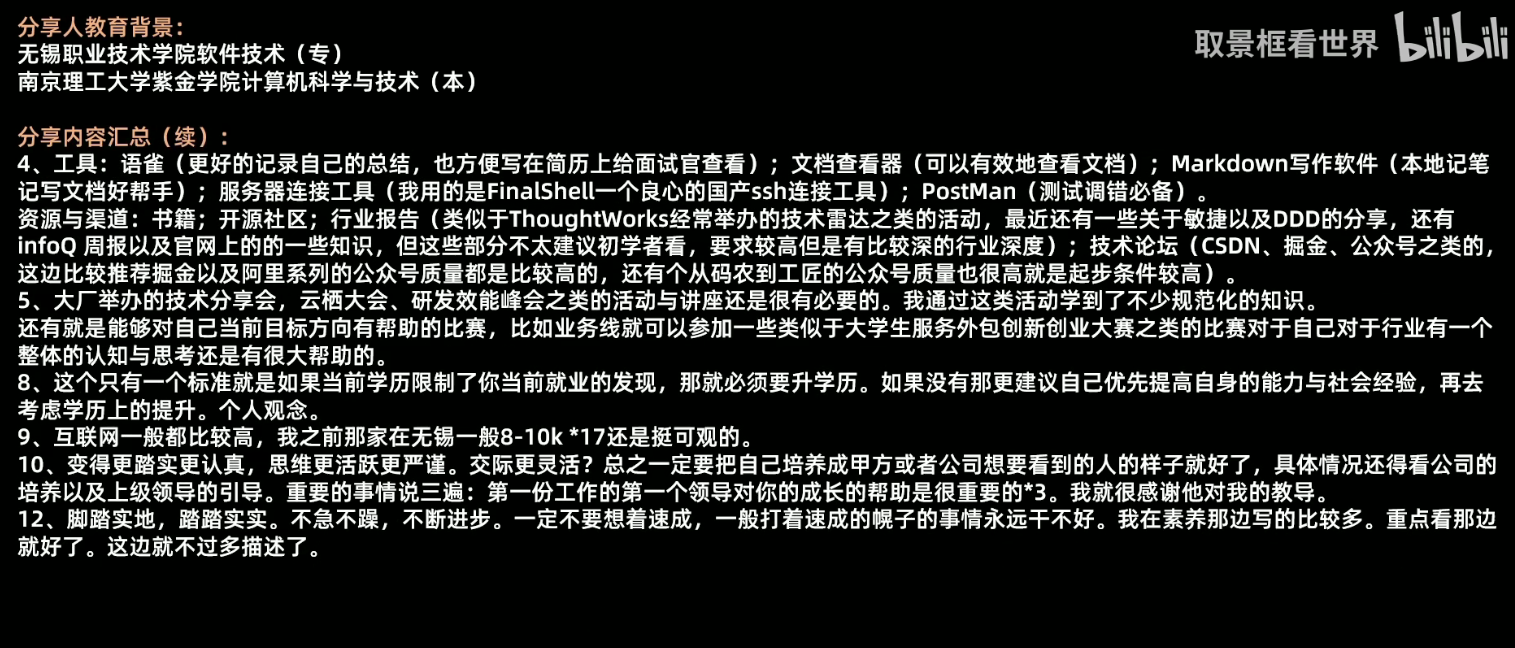 分享人教育背景：
无锡职业技术学院软件技术（专）
南京理工大学紫金学院计算机科学与技术（本）
取景框看世界 bilibili
分享内容汇总（续）：
4、工具：语雀（更好的记录自己的总结，也方便写在简历上给面试官查看）；文档查看器（可以有效地查看文档）；Markdown写作软件（本地记笔
记写文档好帮手）；服务器连接工具（我用的是FinalShell一个良心的国产ssh连接工具）；PostMan（测试调错必备）。
资源与渠道：书籍；开源社区；行业报告（类似于ThoughtWorks经常举办的技术雷达之类的活动，最近还有一些关于敏捷以及DDD的分享，还有
infoQ 周报以及官网上的的一些知识，但这些部分不太建议初学者看，要求较高但是有比较深的行业深度）；技术论坛（CSDN、掘金、公众号之类的，
这边比较推荐掘金以及阿里系列的公众号质量都是比较高的，还有个从码农到工匠的公众号质量也很高就是起步条件较高）。
5、大厂举办的技术分享会，云栖大会、研发效能峰会之类的活动与讲座还是很有必要的。我通过这类活动学到了不少规范化的知识。
还有就是能够对自己当前目标方向有帮助的比赛，比如业务线就可以参加一些类似于大学生服务外包创新创业大赛之类的比赛对于自己对于行业有一个
整体的认知与思考还是有很大帮助的。
8、这个只有一个标准就是如果当前学历限制了你当前就业的发现，那就必须要升学历。如果没有那更建议自己优先提高自身的能力与社会经验，再去
考虑学历上的提升。个人观念。
9、互联网一般都比较高，我之前那家在无锡一般8-10k *17还是挺可观的。
10、变得更踏实更认真，思维更活跃更严谨。交际更灵活？总之一定要把自己培养成甲方或者公司想要看到的人的样子就好了，具体情况还得看公司的
培养以及上级领导的引导。重要的事情说三遍：第一份工作的第一个领导对你的成长的帮助是很重要的*3。我就很感谢他对我的教导。
12、脚踏实地，踏踏实实。不急不躁，不断进步。一定不要想着速成，一般打着速成的幌子的事情永远干不好。我在素养那边写的比较多。重点看那边
就好了。这边就不过多描述了。